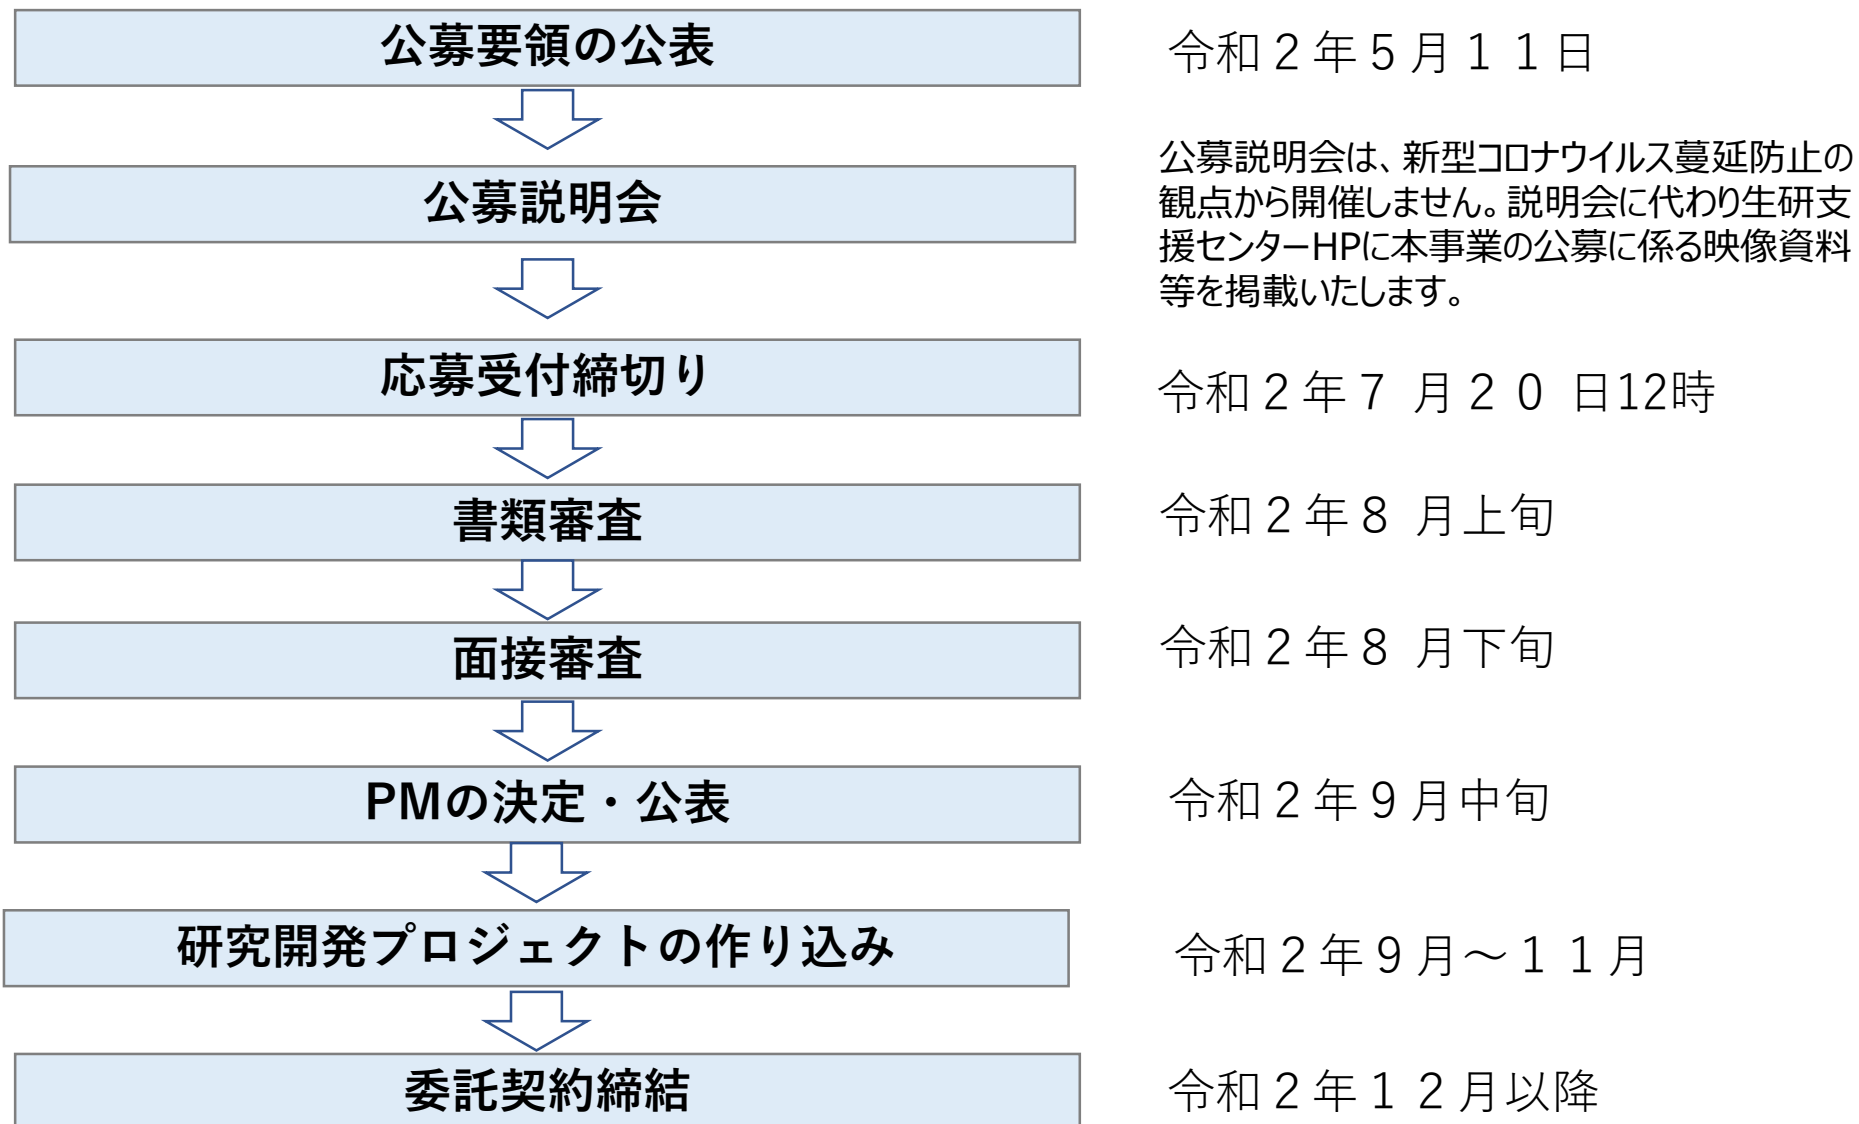 公募要領の公表
令和２年５月１１日
公募説明会
公募説明会は、新型コロナウイルス蔓延防止の
観点から開催しません。説明会に代わり生研支
援センターHPに本事業の公募に係る映像資料
等を掲載いたします。
応募受付締切り
令和２年７ 月２０ 日12時
書類審査
令和２年８ 月上旬
面接審査
令和２年８ 月下旬
PMの決定・公表
令和２年９月中旬
研究開発プロジェクトの作り込み
令和２年９月～１１月
委託契約締結
令和２年１２月以降